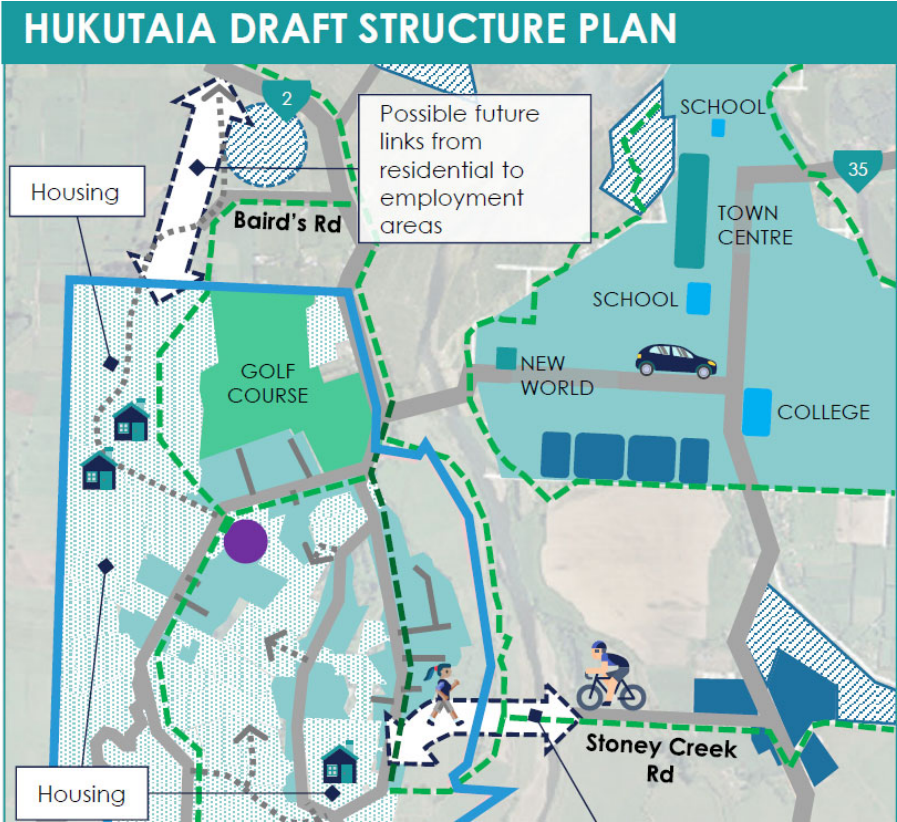 HUKUTAIA DRAFT STRUCTURE PLAN
2
Possible future
links from
residential to
employment
areas
SCHOOL
35
Housing
Baird's Rd
TOWN
CENTRE
SCHOOL
GOLF
COURSE
NEW
WORLD
COLLEGE
Stoney Creek
Rd
Housing